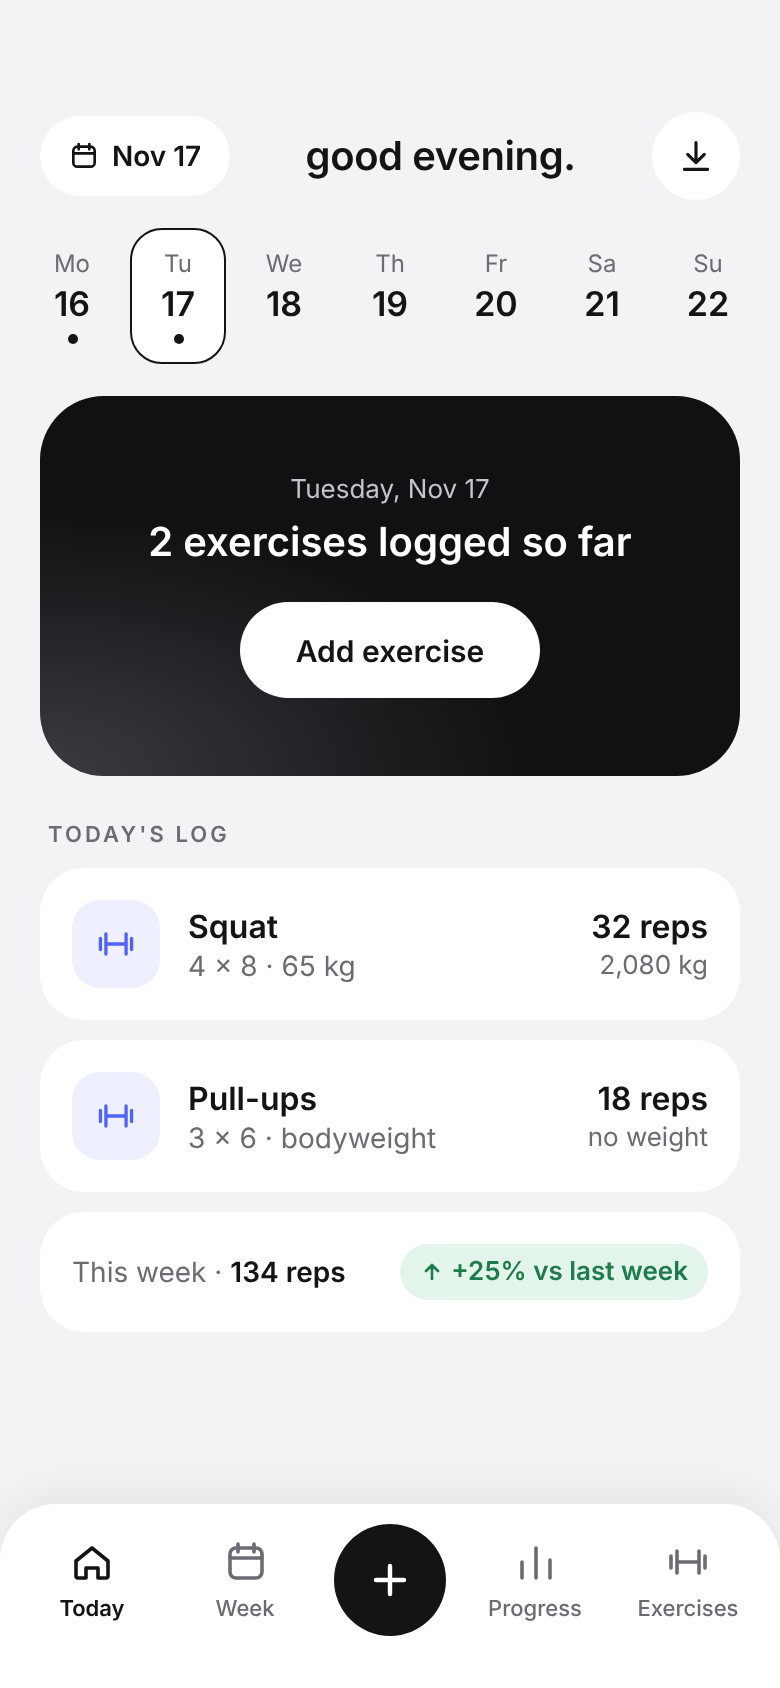 Nov 17
good evening.
Mo Tu We Th Fr Sa Su
16 17 18 19 20 21 22
Tuesday, Nov 17
2 exercises logged so far
Add exercise
TODAY'S LOG
Squat 32 reps
4 × 8 · 65 kg 2,080 kg
Pull-ups 18 reps
3 × 6 · bodyweight no weight
This week · 134 reps ↑ +25% vs last week
Today Week Progress Exercises